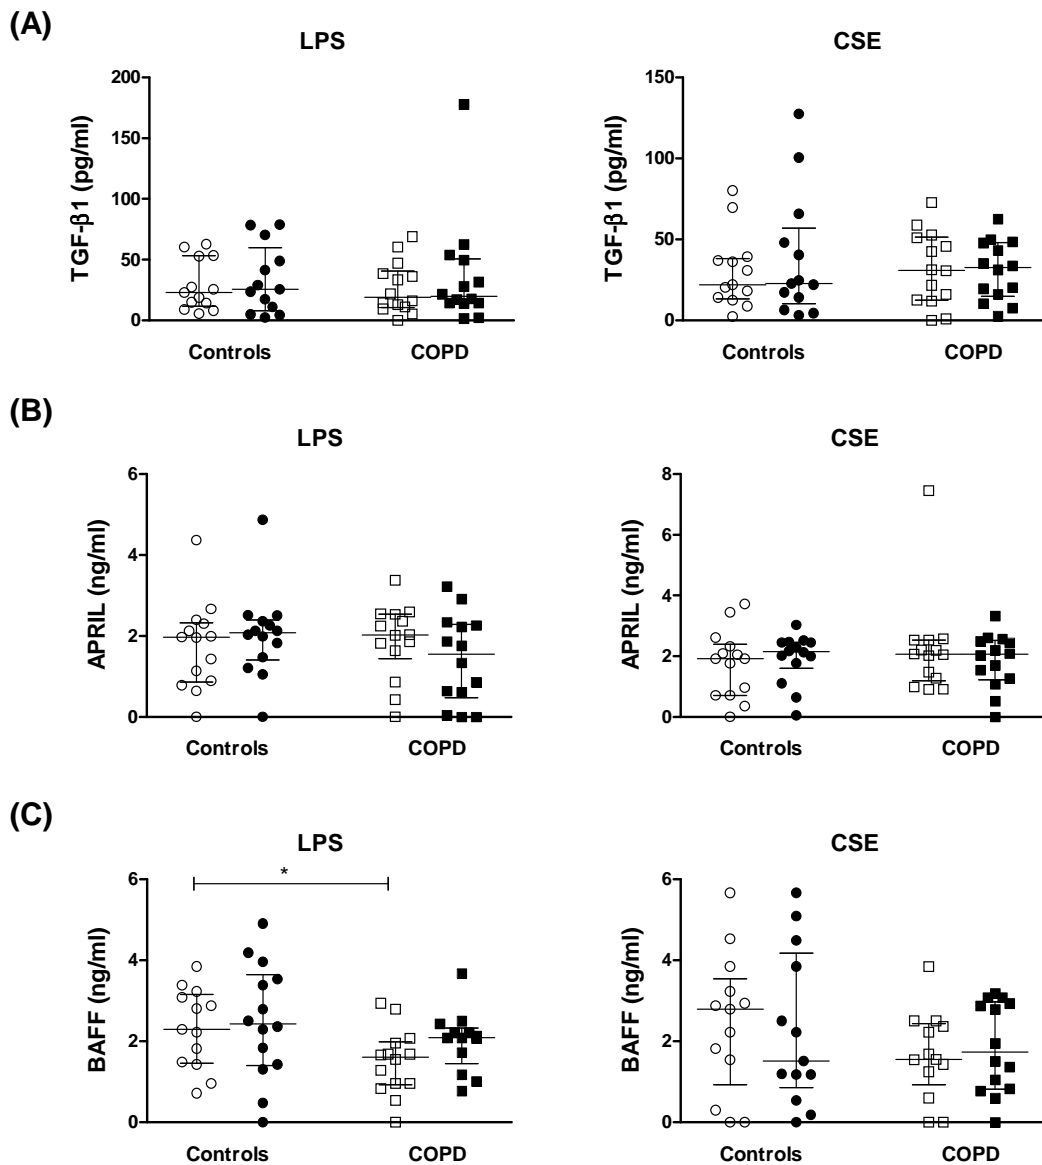 (A)
LPS
CSE
TGF-β1 (pg/ml)
200
150
100
50
0
Controls
COPD
TGF-β1 (pg/ml)
150
100
50
0
Controls
COPD
(B)
LPS
CSE
APRIL (ng/ml)
6
4
2
0
Controls
COPD
APRIL (ng/ml)
8
6
4
2
0
Controls
COPD
(C)
LPS
CSE
BAFF (ng/ml)
6
4
2
0
*
Controls
COPD
BAFF (ng/ml)
6
4
2
0
Controls
COPD